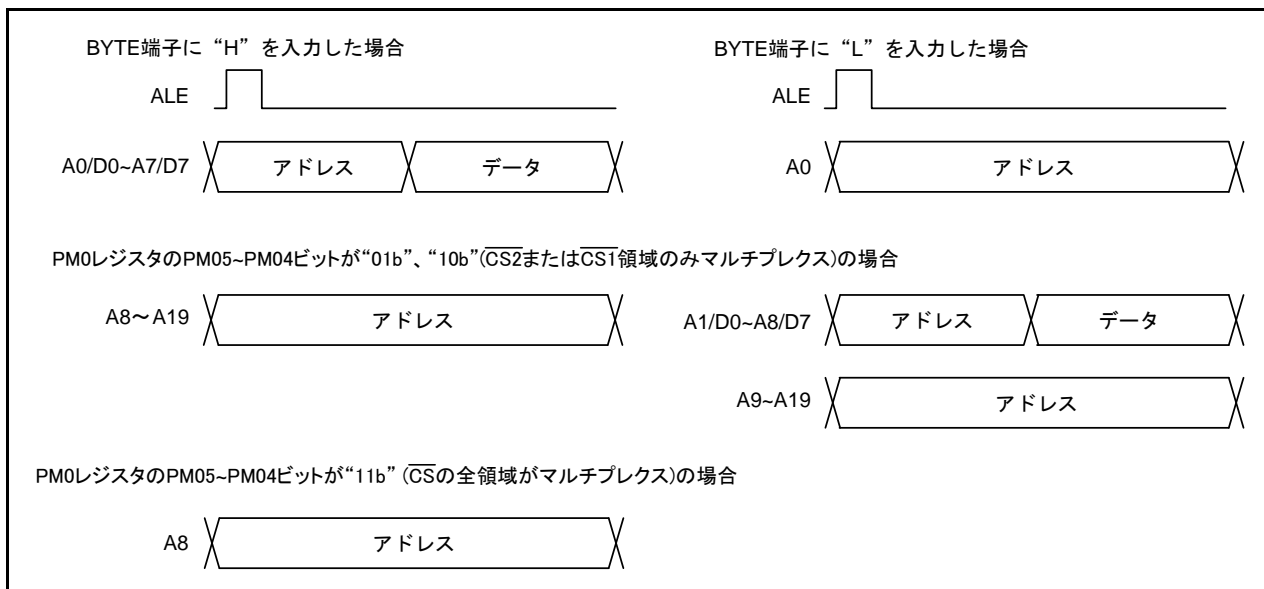 BYTE端子に “H” を入力した場合
ALE
A0/D0~A7/D7 アドレス データ
BYTE端子に “L” を入力した場合
ALE
A0 アドレス
PM0レジスタのPM05~PM04ビットが“01b”、“10b”(CS2またはCS1領域のみマルチプレクス)の場合
A8～A19 アドレス
A1/D0~A8/D7 アドレス データ
A9~A19 アドレス
PM0レジスタのPM05~PM04ビットが“11b” (CSの全領域がマルチプレクス)の場合
A8 アドレス